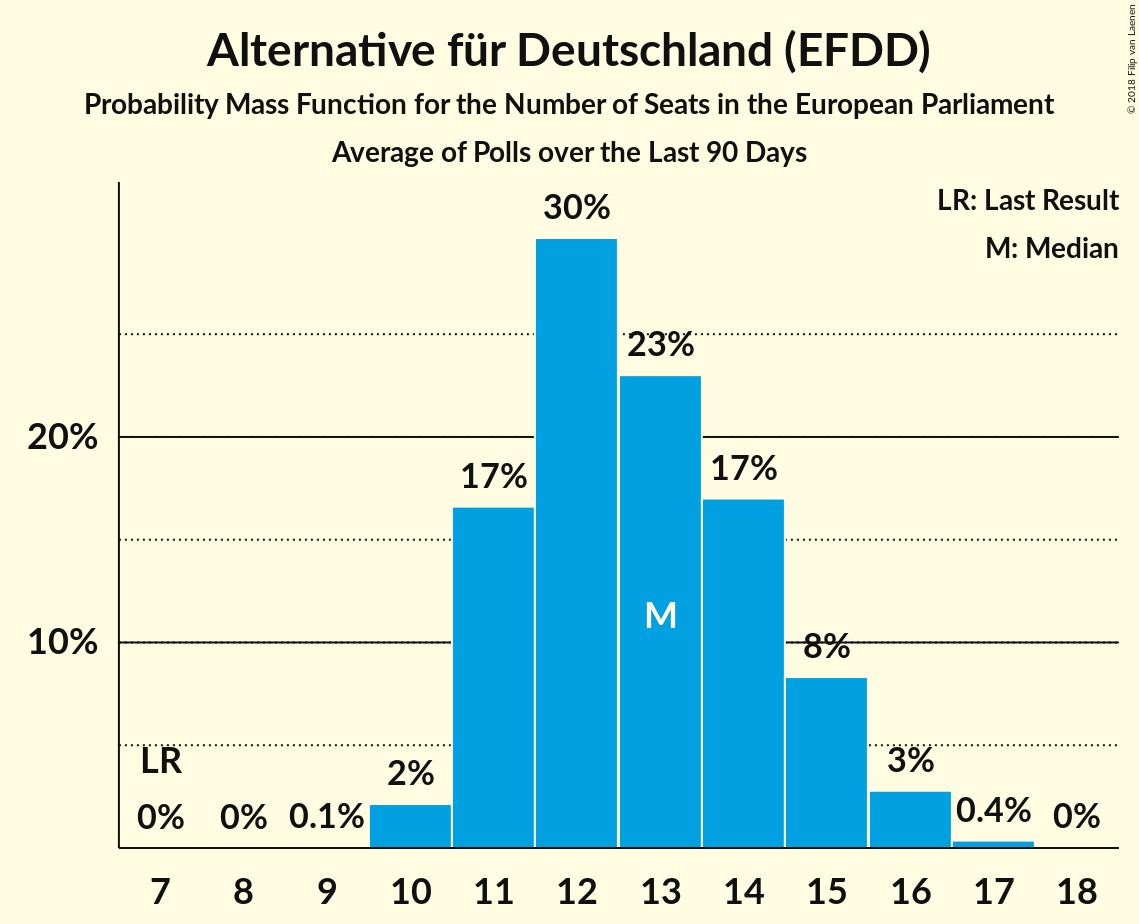 Alternative für Deutschland (EFDD)
Probability Mass Function for the Number of Seats in the European Parliament
Average of Polls over the Last 90 Days
© 2018 Filip van Laenen
LR: Last Result
M: Median
30%
23%
20%
17%
17%
M
10%
8%
LR
2%
3%
0%
0%
0.1%
0.4%
0%
7 8 9 10 11 12 13 14 15 16 17 18